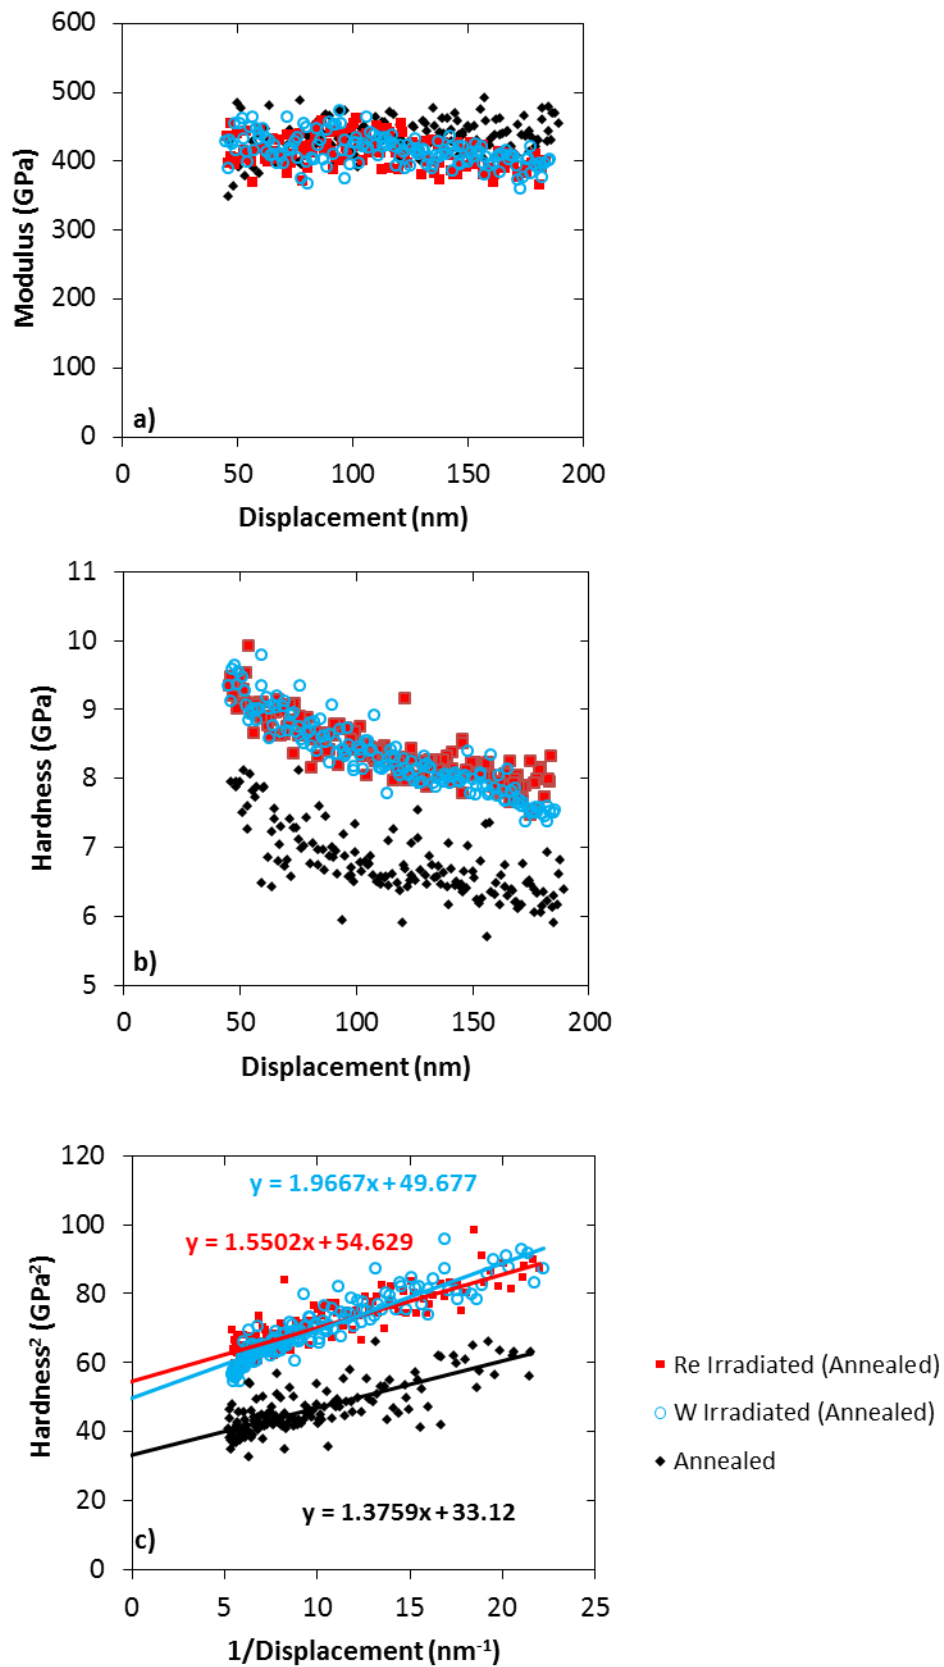 600
500
400
300
200
100
0
Modulus (GPa)
a)
0 50 100 150 200
Displacement (nm)
11
10
9
8
7
6
5
Hardness (GPa)
b)
0 50 100 150 200
Displacement (nm)
120
100
80
60
40
20
0
Hardness² (GPa²)
y = 1.9667x + 49.677
y = 1.5502x + 54.629
y = 1.3759x + 33.12
c)
0 5 10 15 20 25
1/Displacement (nm⁻¹)
Re Irradiated (Annealed)
W Irradiated (Annealed)
Annealed